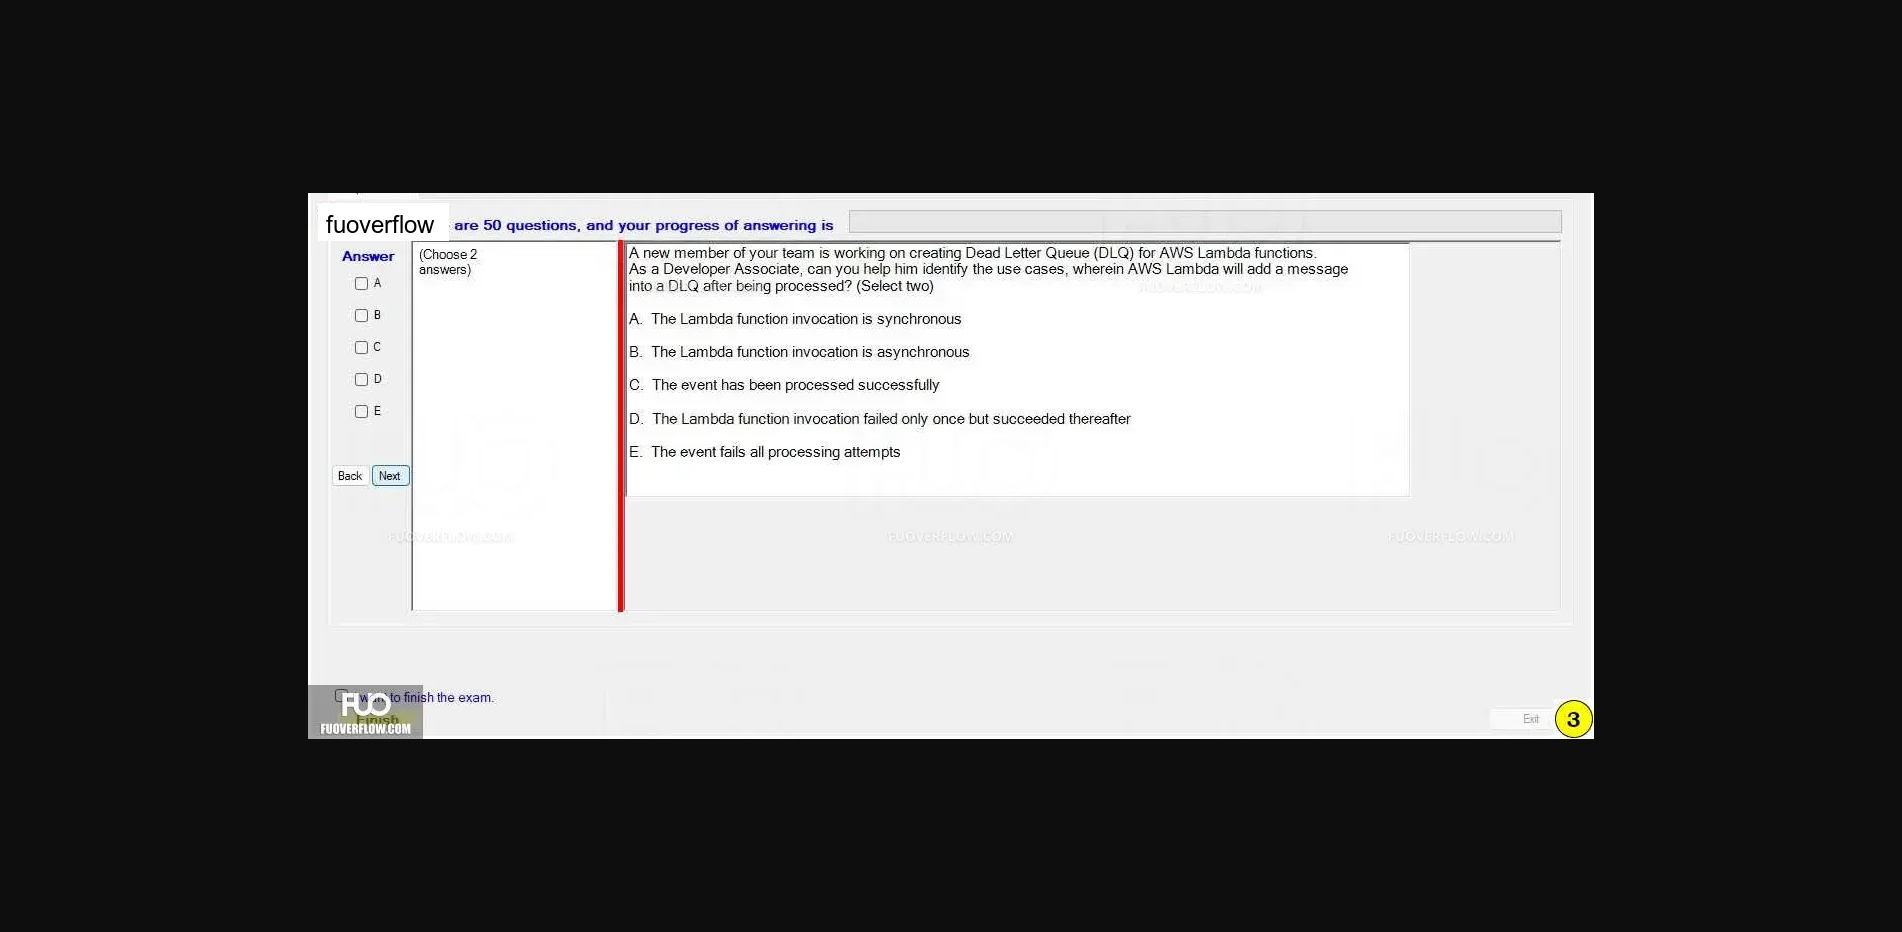 fuoverflow are 50 questions, and your progress of answering is
Answer
A
B
C
D
E
Back Next
(Choose 2
answers)
A new member of your team is working on creating Dead Letter Queue (DLQ) for AWS Lambda functions.
As a Developer Associate, can you help him identify the use cases, wherein AWS Lambda will add a message
into a DLQ after being processed? (Select two)
A. The Lambda function invocation is synchronous
B. The Lambda function invocation is asynchronous
C. The event has been processed successfully
D. The Lambda function invocation failed only once but succeeded thereafter
E. The event fails all processing attempts
FUOVERFLOW.COM
FUOVERFLOW.COM FUOVERFLOW.COM FUOVERFLOW.COM
want to finish the exam.
FUO
Finish
FUOVERFLOW.COM
Exit
3